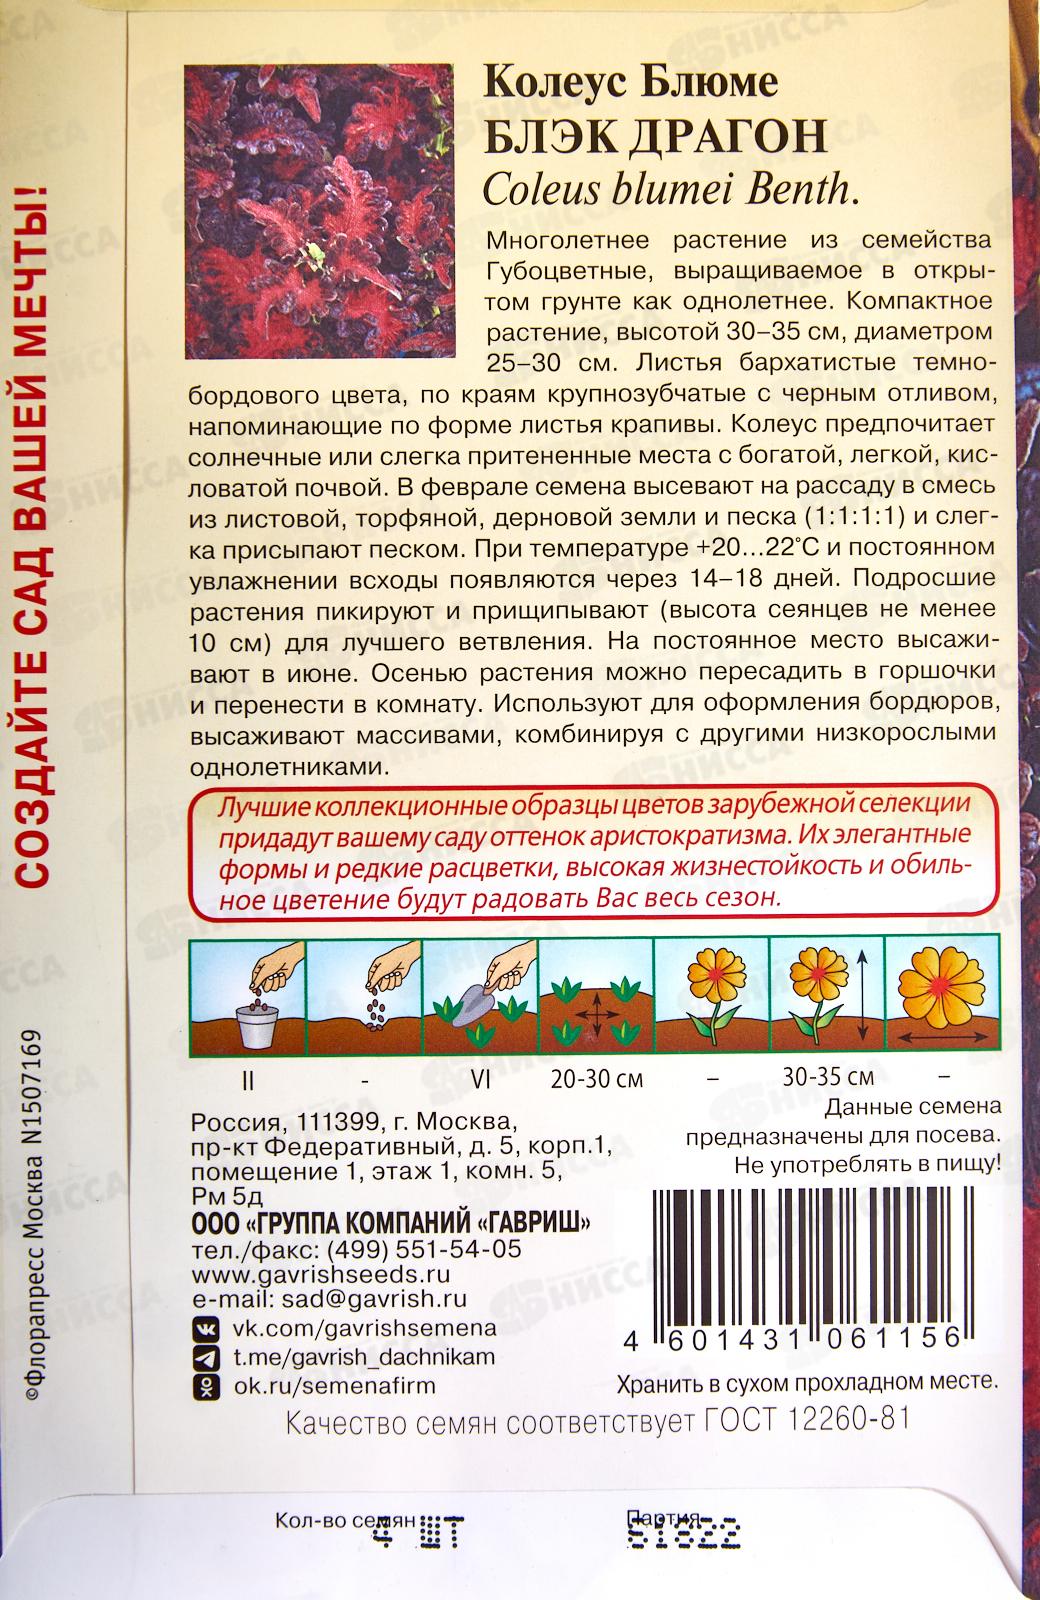 Колеус Блюме
БЛЭК ДРАГОН
Coleus blumei Benth.
Многолетнее растение из семейства
Губоцветные, выращиваемое в откры-
том грунте как однолетнее. Компактное
растение, высотой 30–35 см, диаметром
25–30 см. Листья бархатистые темно-
бордового цвета, по краям крупнозубчатые с черным отливом,
напоминающие по форме листья крапивы. Колеус предпочитает
солнечные или слегка притененные места с богатой, легкой, кис-
ловатой почвой. В феврале семена высевают на рассаду в смесь
из листовой, торфяной, дерновой земли и песка (1:1:1:1) и слег-
ка присыпают песком. При температуре +20...22°С и постоянном
увлажнении всходы появляются через 14–18 дней. Подросшие
растения пикируют и прищипывают (высота сеянцев не менее
10 см) для лучшего ветвления. На постоянное место высажи-
вают в июне. Осенью растения можно пересадить в горшочки
и перенести в комнату. Используют для оформления бордюров,
высаживают массивами, комбинируя с другими низкорослыми
однолетниками.
Лучшие коллекционные образцы цветов зарубежной селекции
придадут вашему саду оттенок аристократизма. Их элегантные
формы и редкие расцветки, высокая жизнестойкость и обиль-
ное цветение будут радовать Вас весь сезон.
II - VI 20-30 см – 30-35 см –
Данные семена
предназначены для посева.
Не употреблять в пищу!
Россия, 111399, г. Москва,
пр-кт Федеративный, д. 5, корп.1,
помещение 1, этаж 1, комн. 5,
Рм 5д
ООО «ГРУППА КОМПАНИЙ «ГАВРИШ»
тел./факс: (499) 551-54-05
www.gavrishseeds.ru
e-mail: sad@gavrish.ru
vk.com/gavrishsemena
t.me/gavrish_dachnikam
ok.ru/semenafirm
4 601431 061156
Хранить в сухом прохладном месте.
Качество семян соответствует ГОСТ 12260-81
Кол-во семян 4 ШТ
Партия 61822
СОЗДАЙТЕ САД ВАШЕЙ МЕЧТЫ!
©Флорапресс Москва N1507169